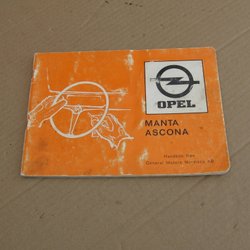 OPEL
MANTA
ASCONA
Handbok från
General Motors Nordiska AB